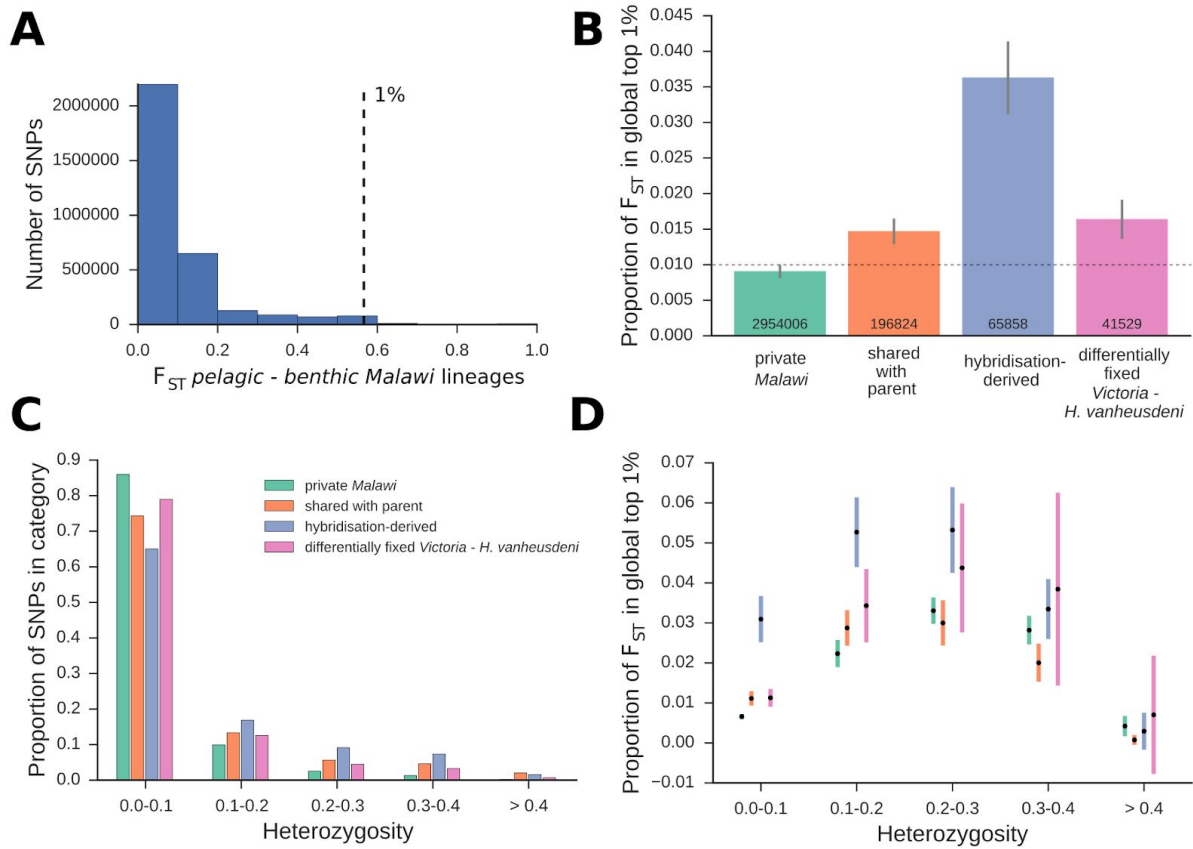 A
Number of SNPs
2000000
1500000
1000000
500000
0
1%
0.0 0.2 0.4 0.6 0.8 1.0
F_ST pelagic - benthic Malawi lineages
B
Proportion of F_ST in global top 1%
0.045
0.040
0.035
0.030
0.025
0.020
0.015
0.010
0.005
0.000
2954006 196824 65858 41529
private
Malawi
shared
with
parent
hybridisation-
derived
differentially
fixed
Victoria -
H. vanheusdeni
C
Proportion of SNPs in category
0.9
0.8
0.7
0.6
0.5
0.4
0.3
0.2
0.1
0.0
private Malawi
shared with parent
hybridisation-derived
differentially fixed Victoria - H. vanheusdeni
0.0-0.1 0.1-0.2 0.2-0.3 0.3-0.4 > 0.4
Heterozygosity
D
Proportion of F_ST in global top 1%
0.07
0.06
0.05
0.04
0.03
0.02
0.01
0.00
−0.01
0.0-0.1 0.1-0.2 0.2-0.3 0.3-0.4 > 0.4
Heterozygosity